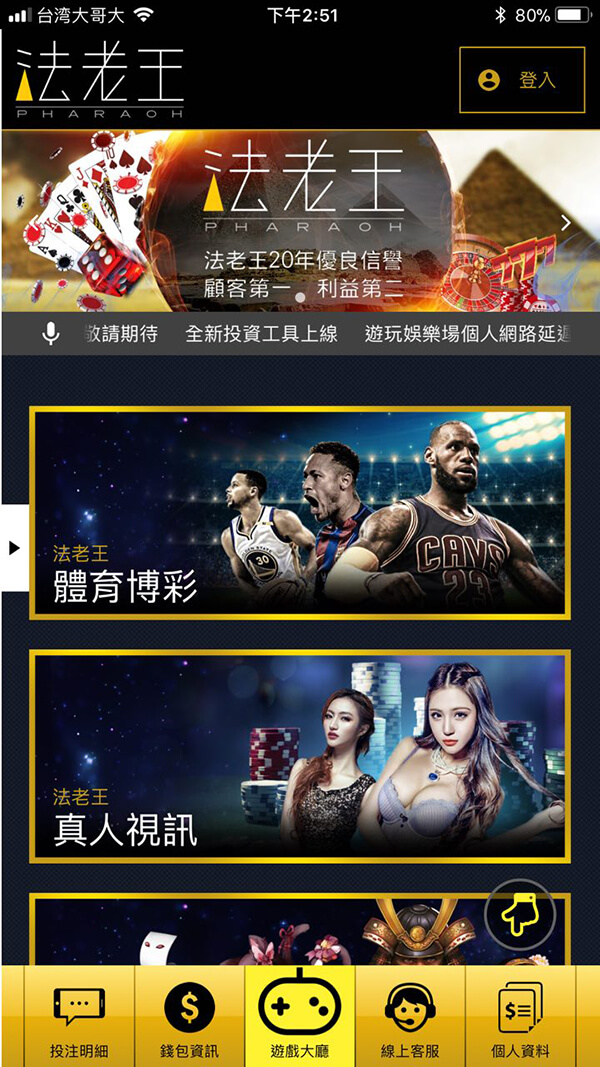 台湾大哥大
下午2:51
80%
法老王
PHARAOH
登入
法老王
PHARAOH
法老王20年優良信譽
顧客第一 利益第二
敬請期待 全新投資工具上線 遊玩娛樂場個人網路延遲
30
CAVS
23
法老王
體育博彩
法老王
真人視訊
投注明細
錢包資訊
遊戲大廳
線上客服
個人資料